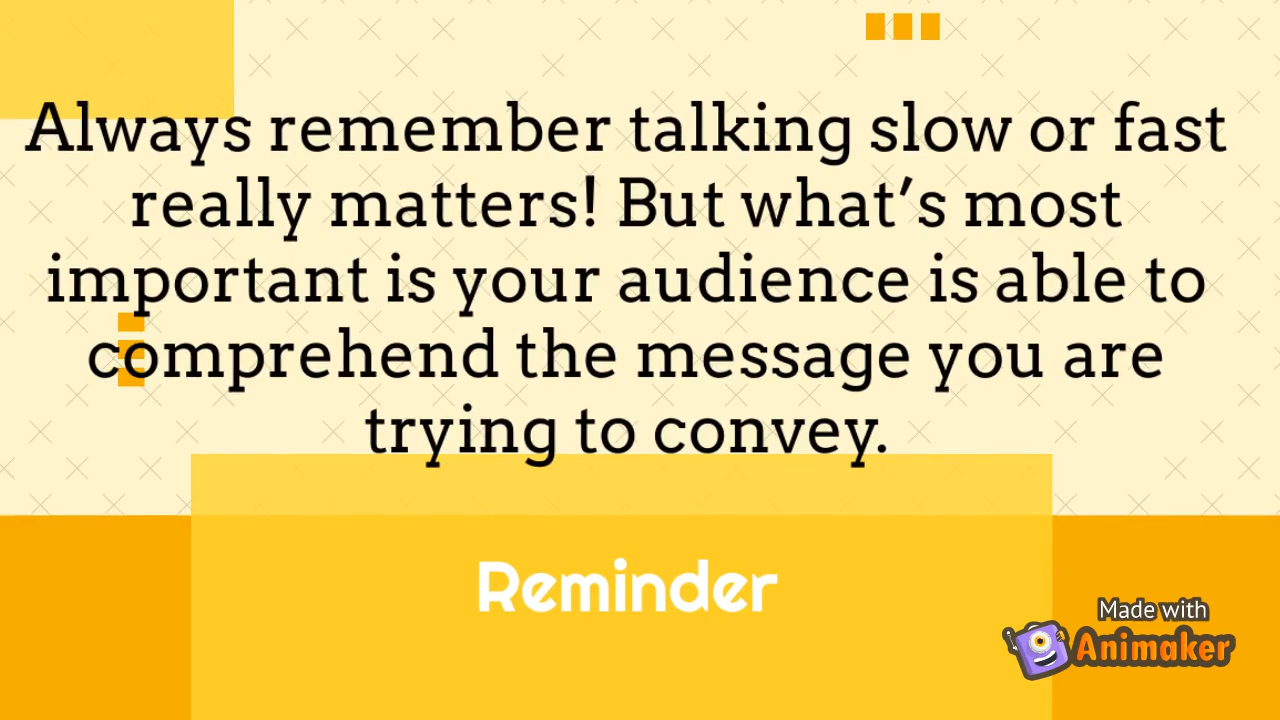 Always remember talking slow or fast
really matters! But what’s most
important is your audience is able to
comprehend the message you are
trying to convey.
Reminder
Made with
Animaker